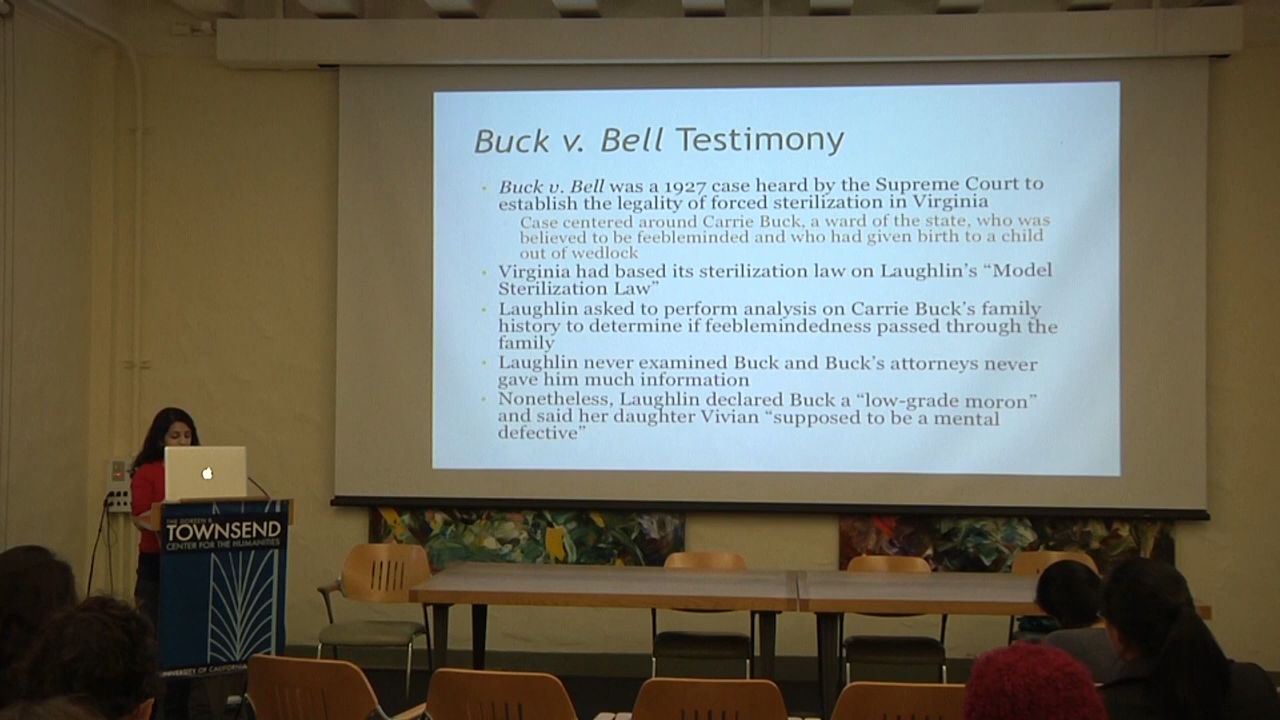 Buck v. Bell Testimony
Buck v. Bell was a 1927 case heard by the Supreme Court to
establish the legality of forced sterilization in Virginia
Case centered around Carrie Buck, a ward of the state, who was
believed to be feebleminded and who had given birth to a child
out of wedlock
Virginia had based its sterilization law on Laughlin's “Model
Sterilization Law”
Laughlin asked to perform analysis on Carrie Buck's family
history to determine if feeblemindedness passed through the
family
Laughlin never examined Buck and Buck's attorneys never
gave him much information
Nonetheless, Laughlin declared Buck a “low-grade moron”
and said her daughter Vivian “supposed to be a mental
defective”
THE DOREEN B.
TOWNSEND
CENTER FOR THE HUMANITIES
UNIVERSITY OF CALIFORNIA